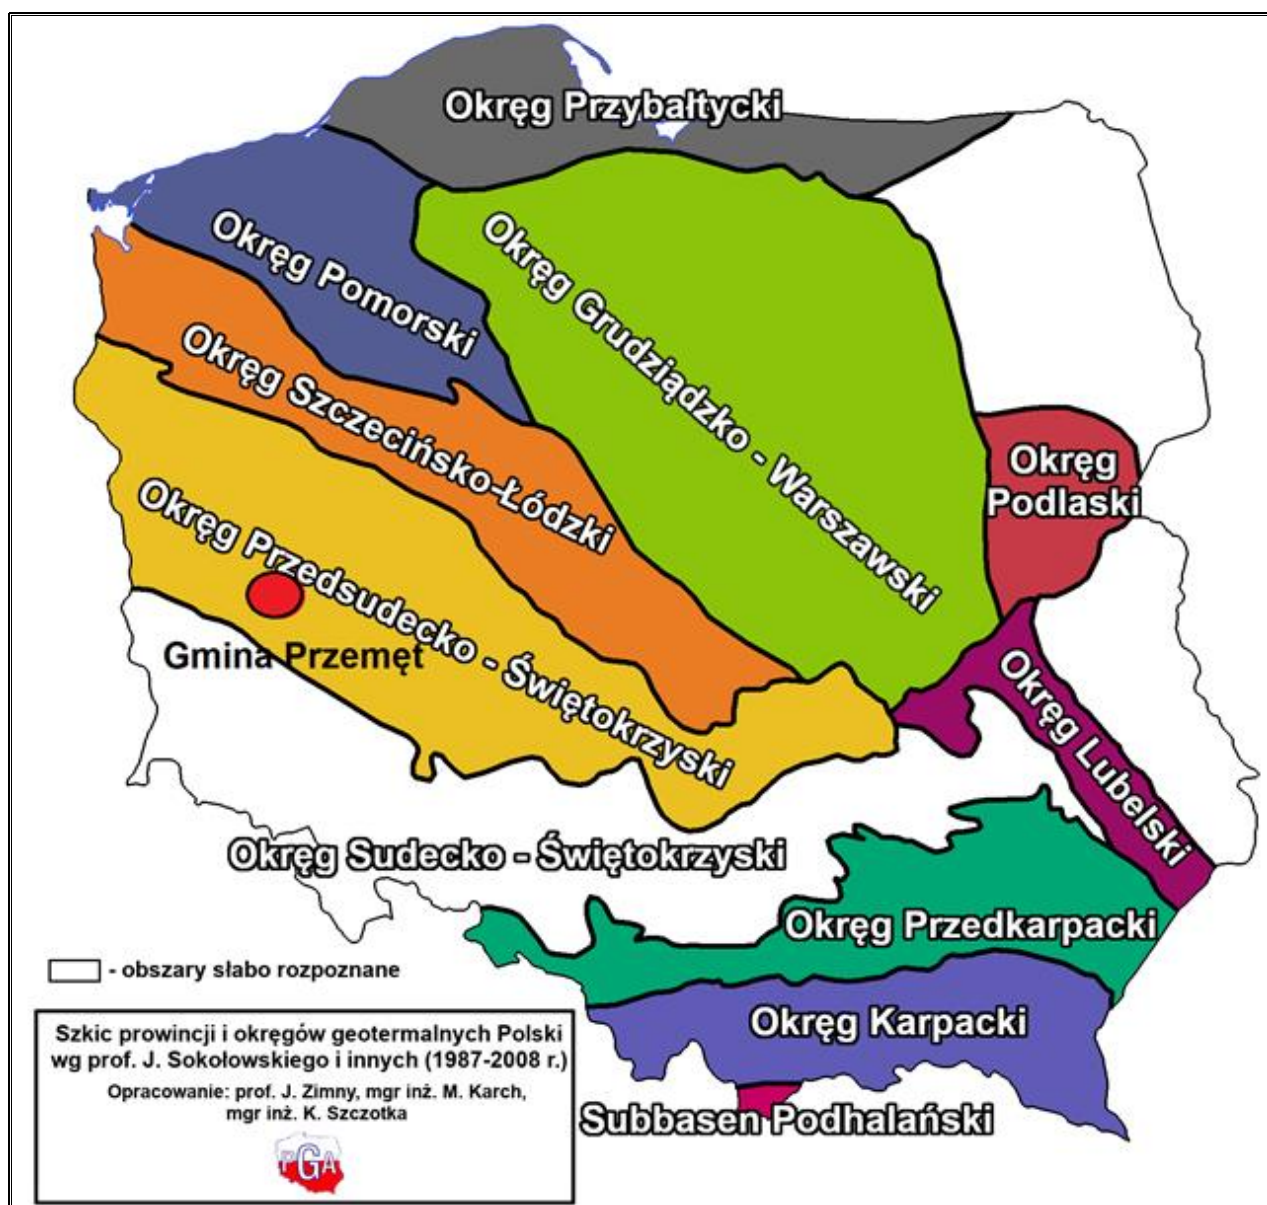 Okręg Przybałtycki
Okręg Pomorski
Okręg Grudziądzko - Warszawski
Okręg Szczecińsko-Łódzki
Okręg
Podlaski
Okręg Przedsudecko - Świętokrzyski
Gmina Przemęt
Okręg Lubelski
Okręg Sudecko - Świętokrzyski
Okręg Przedkarpacki
- obszary słabo rozpoznane
Okręg Karpacki
Subbasen Podhalański
Szkic prowincji i okręgów geotermalnych Polski
wg prof. J. Sokołowskiego i innych (1987-2008 r.)
Opracowanie: prof. J. Zimny, mgr inż. M. Karch,
mgr inż. K. Szczotka
PGA